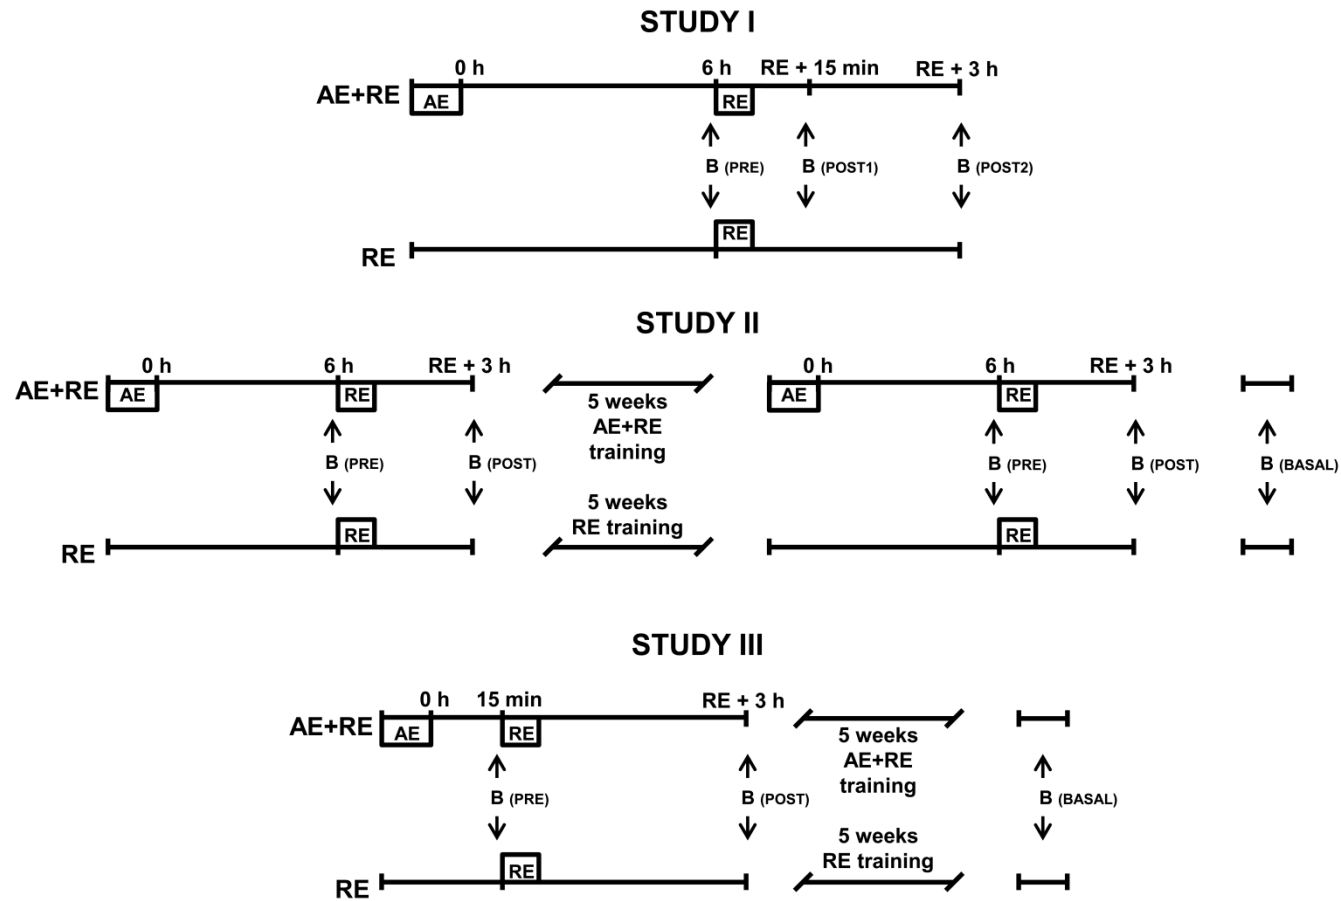 STUDY I
0 h 6 h RE + 15 min RE + 3 h
AE+RE AE RE
B (PRE) B (POST1) B (POST2)
RE
RE
STUDY II
0 h 6 h RE + 3 h 0 h 6 h RE + 3 h
AE+RE AE RE AE RE
5 weeks
AE+RE
training
B (PRE) B (POST) B (PRE) B (POST) B (BASAL)
5 weeks
RE training
RE RE
RE
STUDY III
0 h 15 min RE + 3 h
AE+RE AE RE
5 weeks
AE+RE
training
B (PRE) B (POST) B (BASAL)
5 weeks
RE training
RE
RE